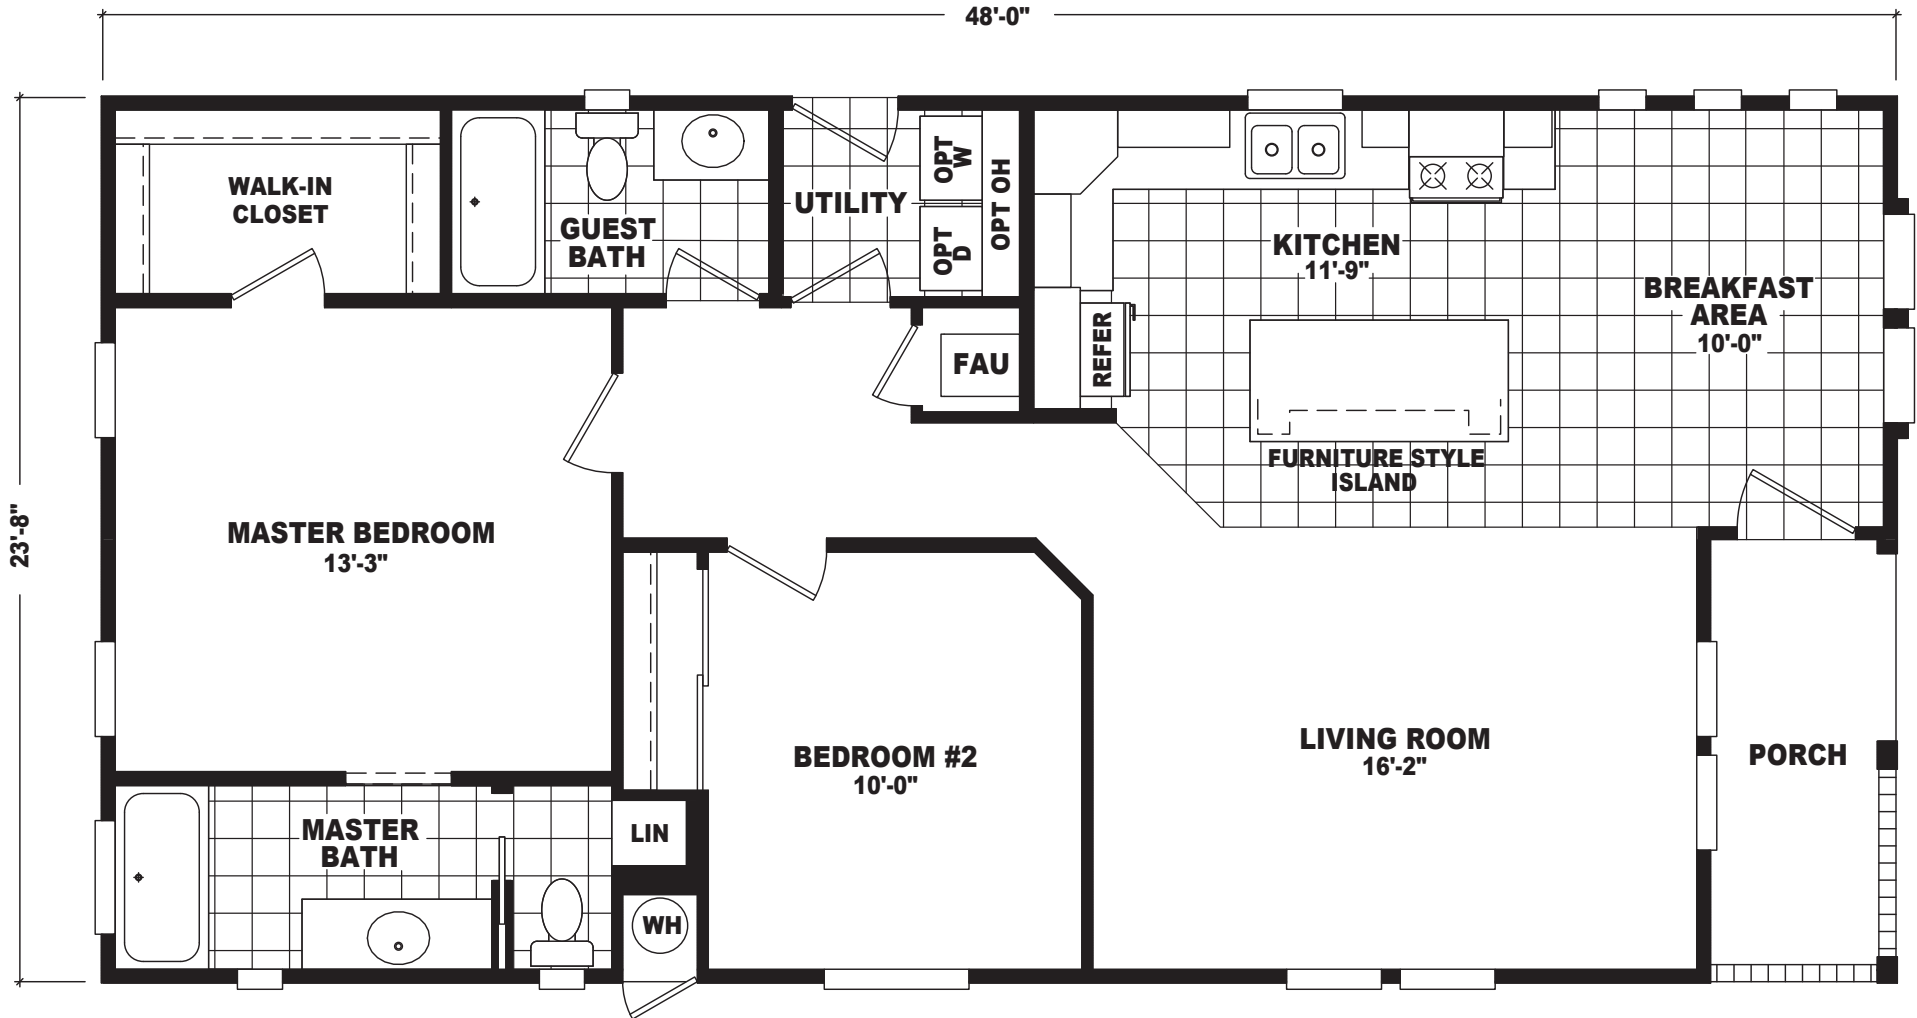 48'-0"
23'-8"
WALK-IN
CLOSET
GUEST
BATH
UTILITY
OPT
W
OPT
D
OPT OH
KITCHEN
11'-9"
BREAKFAST
AREA
10'-0"
REFER
FAU
FURNITURE STYLE
ISLAND
MASTER BEDROOM
13'-3"
BEDROOM #2
10'-0"
LIVING ROOM
16'-2"
PORCH
MASTER
BATH
LIN
WH